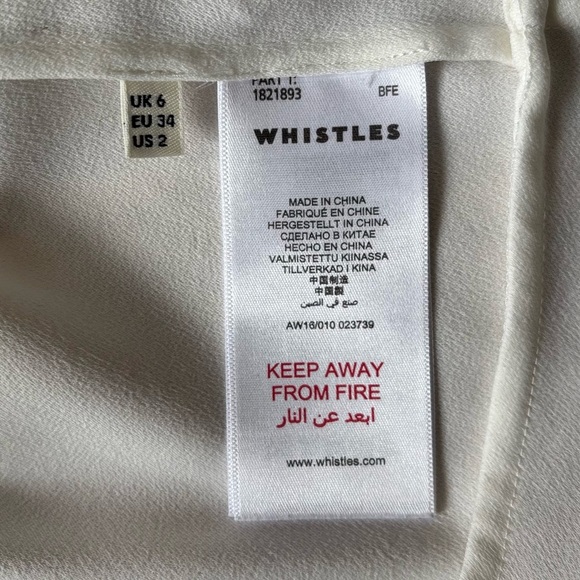 UK 6
EU 34
US 2
PART 1:
1821893 BFE
WHISTLES
MADE IN CHINA
FABRIQUÉ EN CHINE
HERGESTELLT IN CHINA
СДЕЛАНО В КИТАЕ
HECHO EN CHINA
VALMISTETTU KIINASSA
TILLVERKAD I KINA
中国制造
中國製
صنع في الصين
AW16/010 023739
KEEP AWAY
FROM FIRE
ابعد عن النار
www.whistles.com